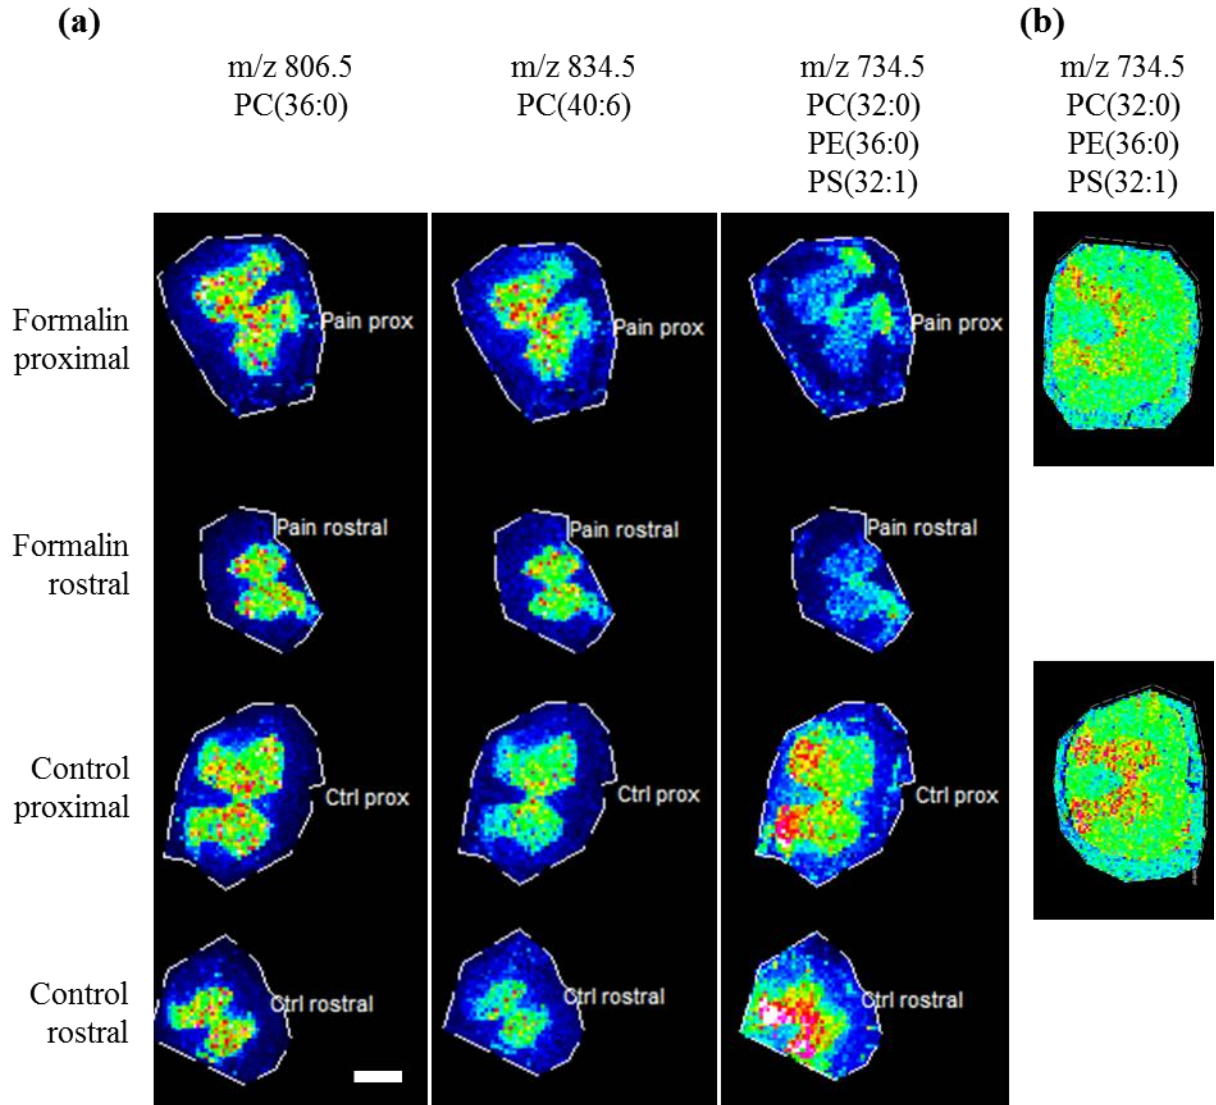 (a)
(b)
m/z 806.5
PC(36:0)
m/z 834.5
PC(40:6)
m/z 734.5
PC(32:0)
PE(36:0)
PS(32:1)
m/z 734.5
PC(32:0)
PE(36:0)
PS(32:1)
Formalin
proximal
Pain prox
Pain prox
Pain prox
Formalin
rostral
Pain rostral
Pain rostral
Pain rostral
Control
proximal
Ctrl prox
Ctrl prox
Ctrl prox
Control
rostral
Ctrl rostral
Ctrl rostral
Ctrl rostral